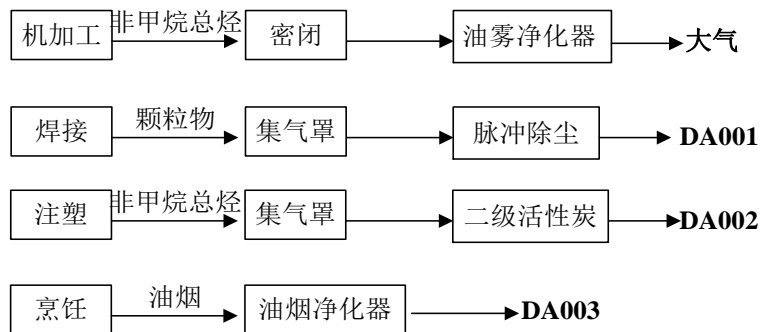 机加工 非甲烷总烃 密闭 油雾净化器 大气
焊接 颗粒物 集气罩 脉冲除尘 DA001
注塑 非甲烷总烃 集气罩 二级活性炭 DA002
烹饪 油烟 油烟净化器 DA003